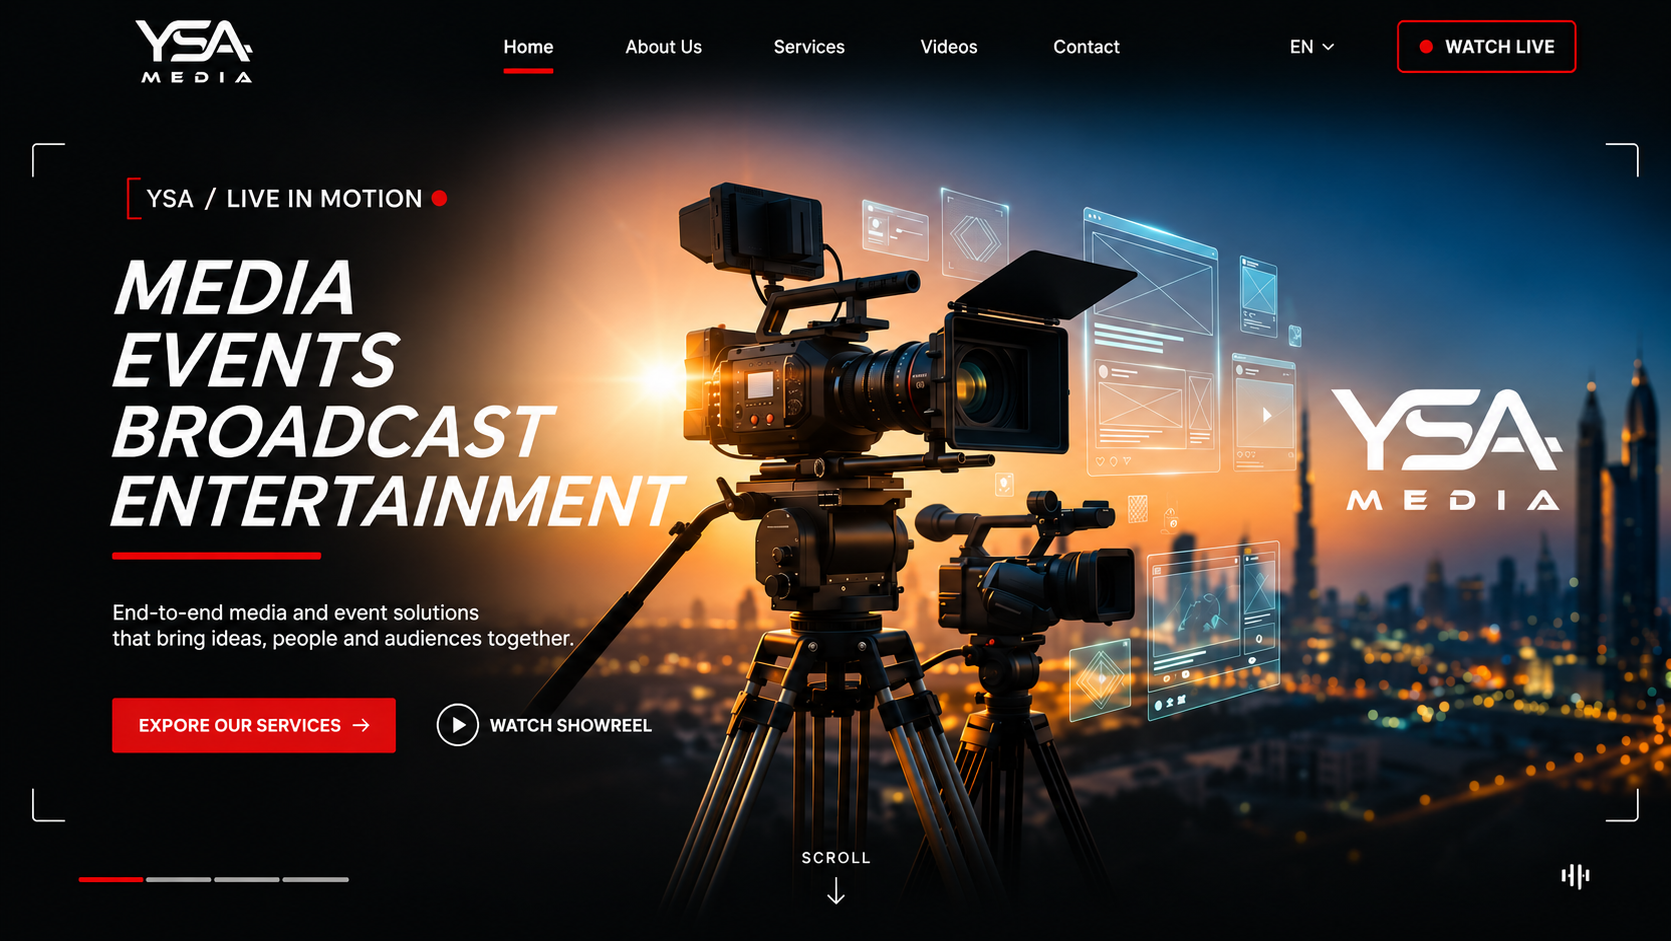 YSA
MEDIA
Home
About Us
Services
Videos
Contact
EN
WATCH LIVE
YSA / LIVE IN MOTION
MEDIA
EVENTS
BROADCAST
ENTERTAINMENT
End-to-end media and event solutions
that bring ideas, people and audiences together.
EXPORE OUR SERVICES →
WATCH SHOWREEL
YSA
MEDIA
SCROLL